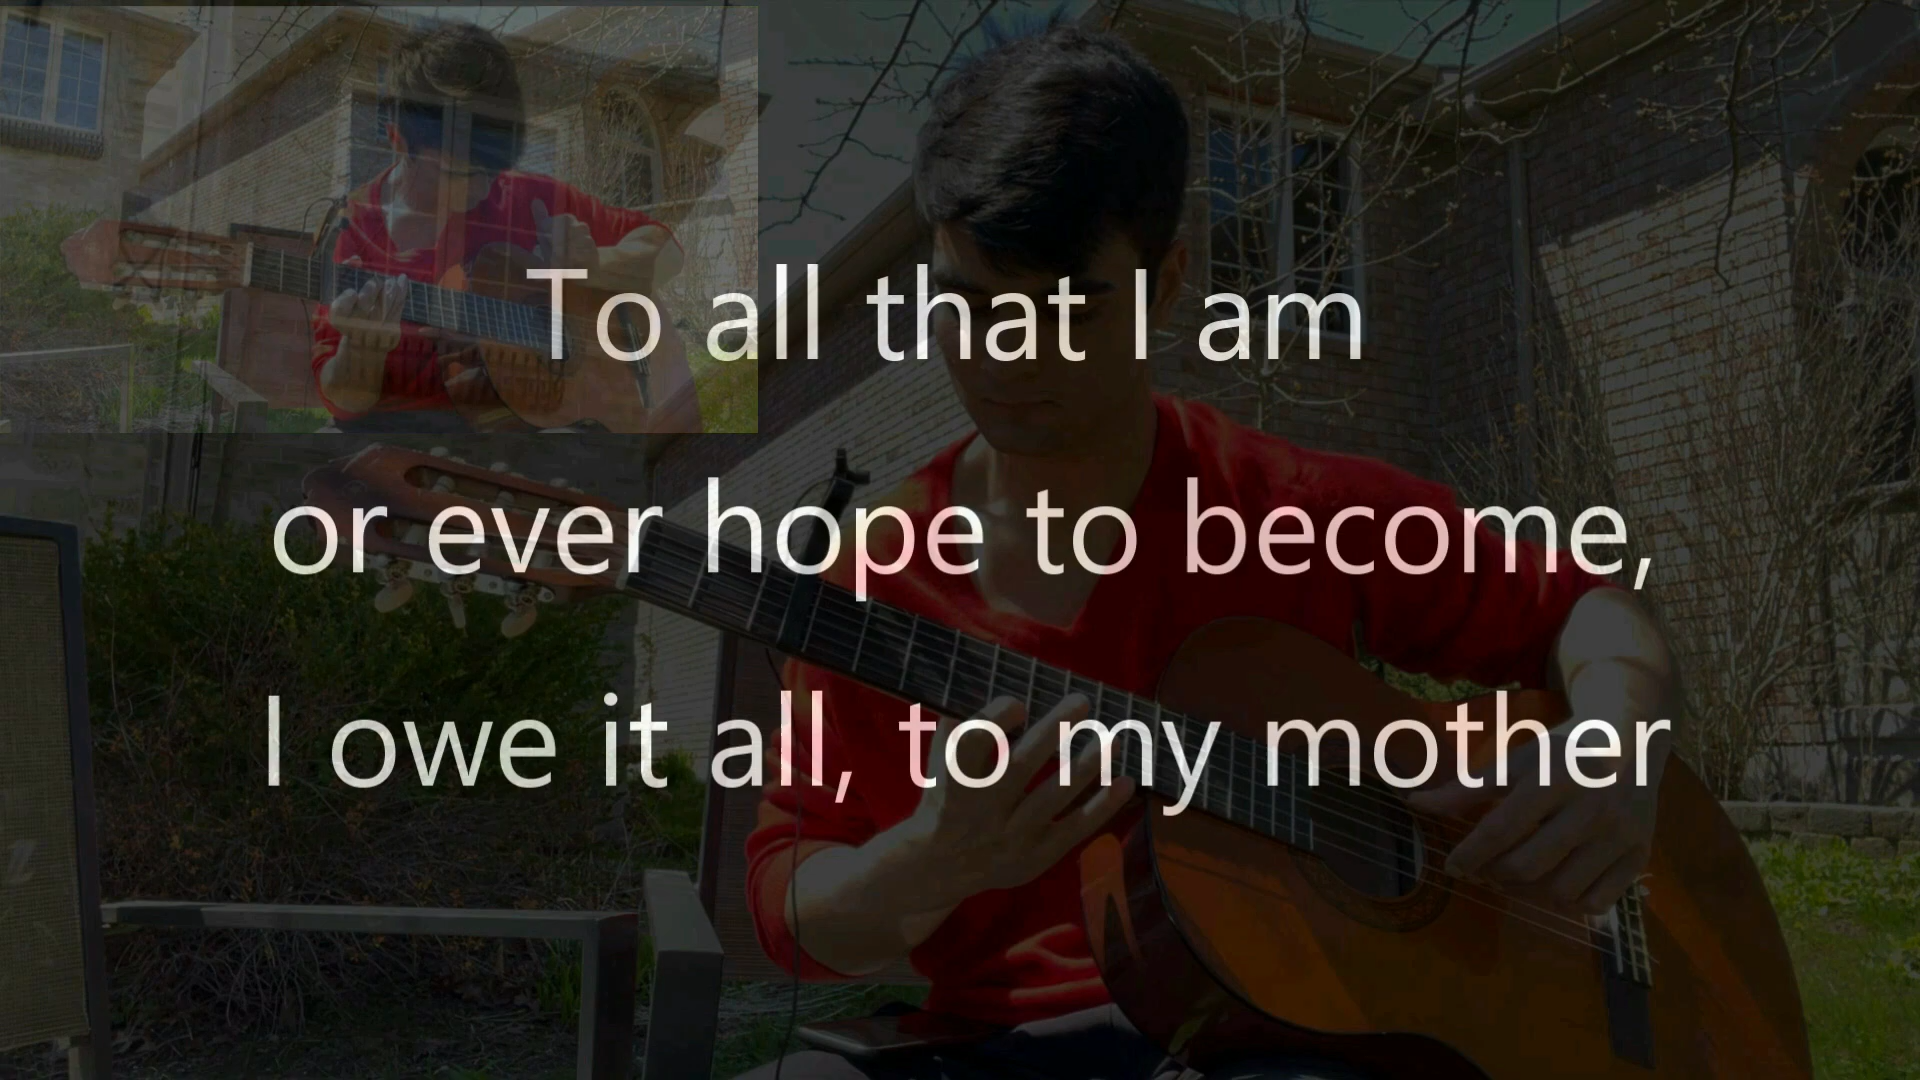 To all that I am
or ever hope to become,
I owe it all, to my mother